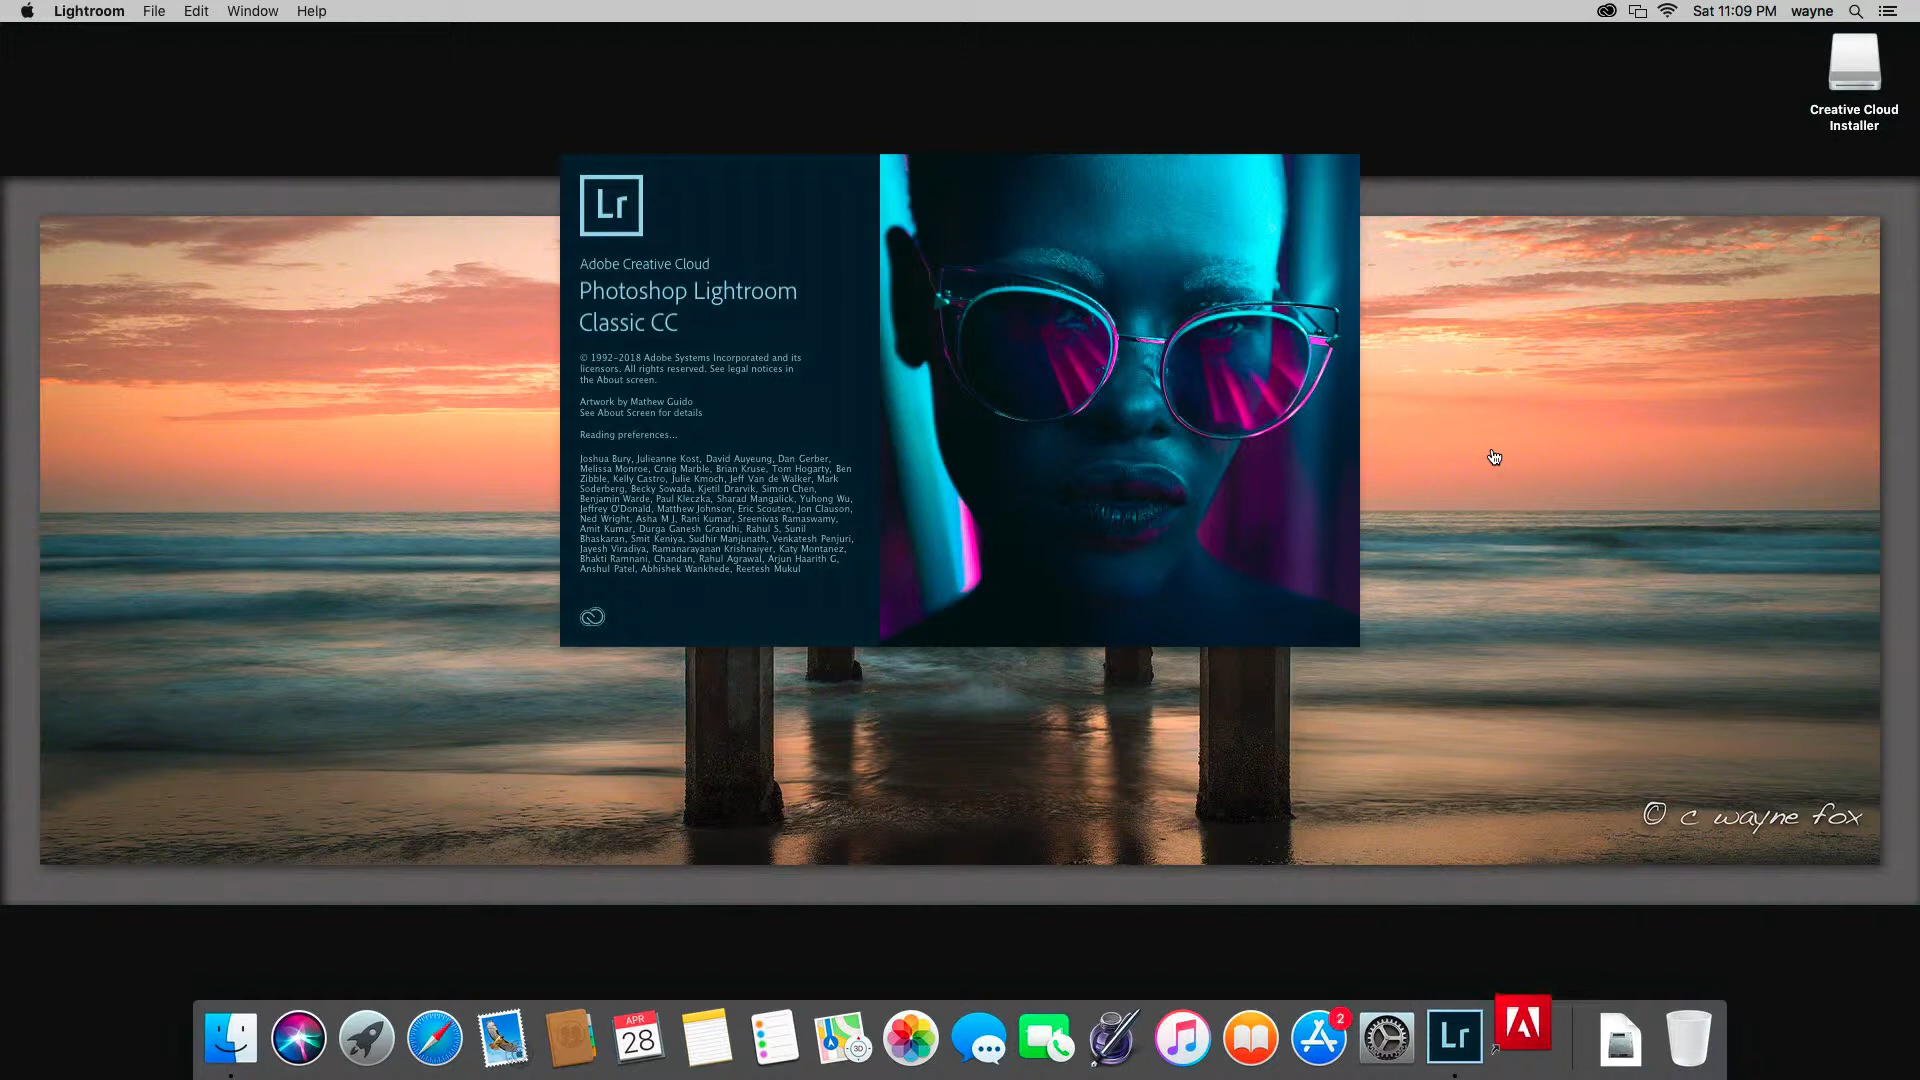 Lightroom File Edit Window Help
Sat 11:09 PM wayne
Creative Cloud
Installer
Lr
Adobe Creative Cloud
Photoshop Lightroom
Classic CC
© 1992-2018 Adobe Systems Incorporated and its
licensors. All rights reserved. See legal notices in
the About screen.
Artwork by Mathew Guido
See About Screen for details
Reading preferences...
Joshua Bury, Julieanne Kost, David Auyeung, Dan Gerber,
Melissa Monroe, Craig Marble, Brian Kruse, Tom Hogarty, Ben
Zibble, Kelly Castro, Julie Kmoch, Jeff Van de Walker, Mark
Soderberg, Becky Sowada, Kjetil Drarvik, Simon Chen,
Benjamin Warde, Paul Kleczka, Sharad Mangalick, Yuhong Wu,
Jeffrey O'Donald, Matthew Johnson, Eric Scouten, Jon Clauson,
Ned Wright, Asha M J, Rani Kumar, Sreenivas Ramaswamy,
Amit Kumar, Durga Ganesh Grandhi, Rahul S, Sunil
Bhaskaran, Smit Keniya, Sudhir Manjunath, Venkatesh Penjuri,
Jayesh Viradiya, Ramanarayanan Krishnaiyer, Katy Montanez,
Bhakti Ramnani, Chandan, Rahul Agrawal, Arjun Haarith G,
Anshul Patel, Abhishek Wankhede, Reetesh Mukul
© c wayne fox
APR
28
3D
2
Lr